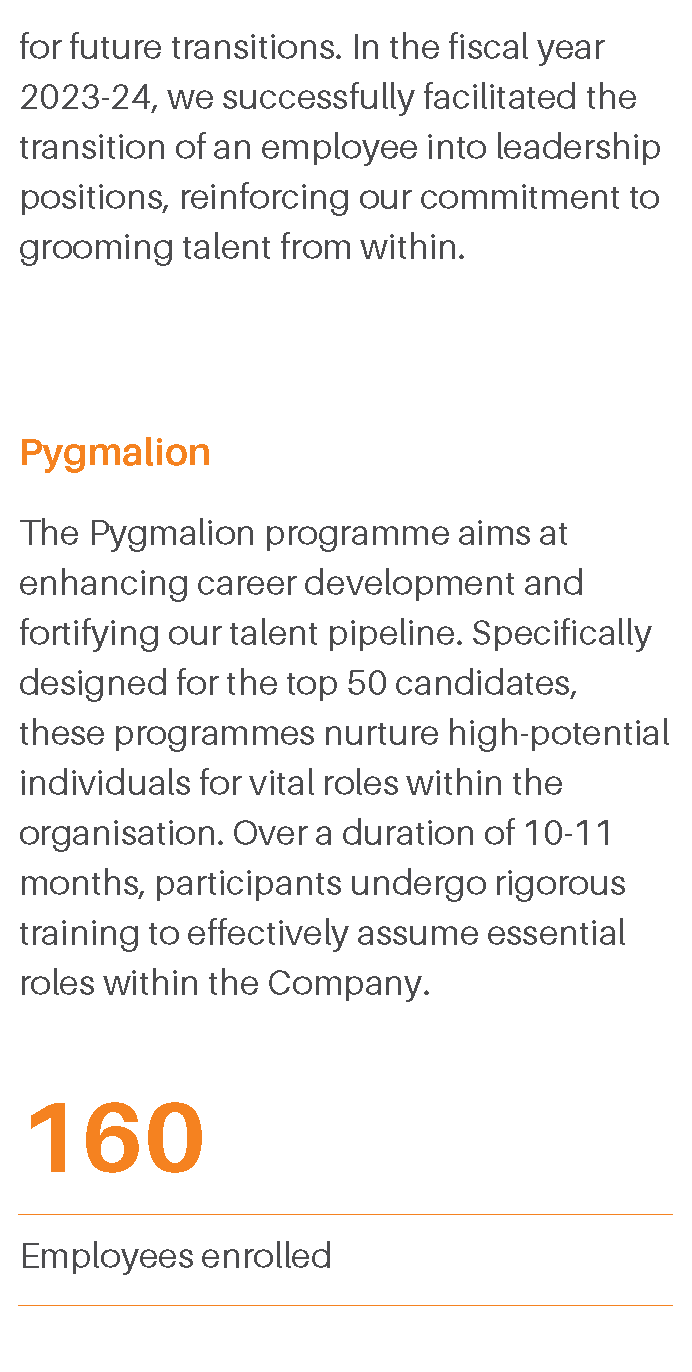 for future transitions. In the fiscal year
2023-24, we successfully facilitated the
transition of an employee into leadership
positions, reinforcing our commitment to
grooming talent from within.
Pygmalion
The Pygmalion programme aims at
enhancing career development and
fortifying our talent pipeline. Specifically
designed for the top 50 candidates,
these programmes nurture high-potential
individuals for vital roles within the
organisation. Over a duration of 10-11
months, participants undergo rigorous
training to effectively assume essential
roles within the Company.
160
Employees enrolled